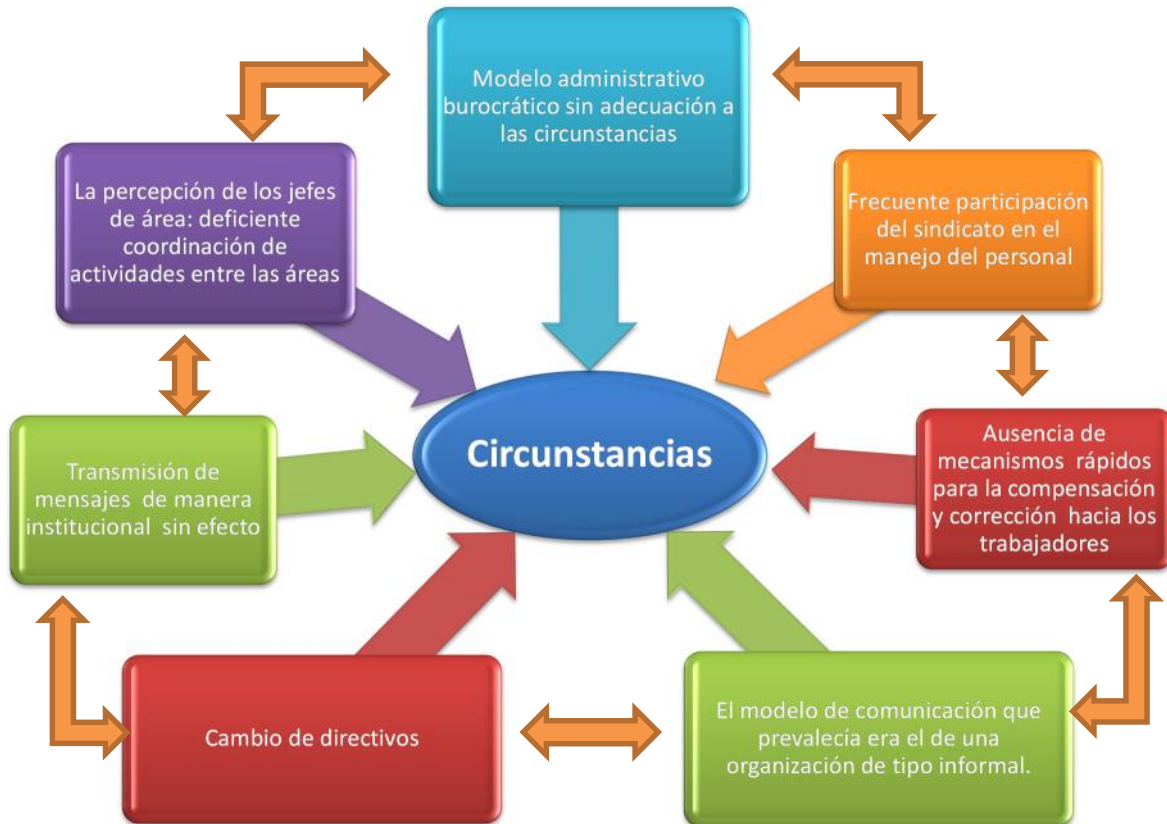 Modelo administrativo
burocrático sin adecuación a
las circunstancias
La percepción de los jefes
de área: deficiente
coordinación de
actividades entre las áreas
Frecuente participación
del sindicato en el
manejo del personal
Circunstancias
Transmisión de
mensajes de manera
institucional sin efecto
Ausencia de
mecanismos rápidos
para la compensación
y corrección hacia los
trabajadores
Cambio de directivos
El modelo de comunicación que
prevalecía era el de una
organización de tipo informal.